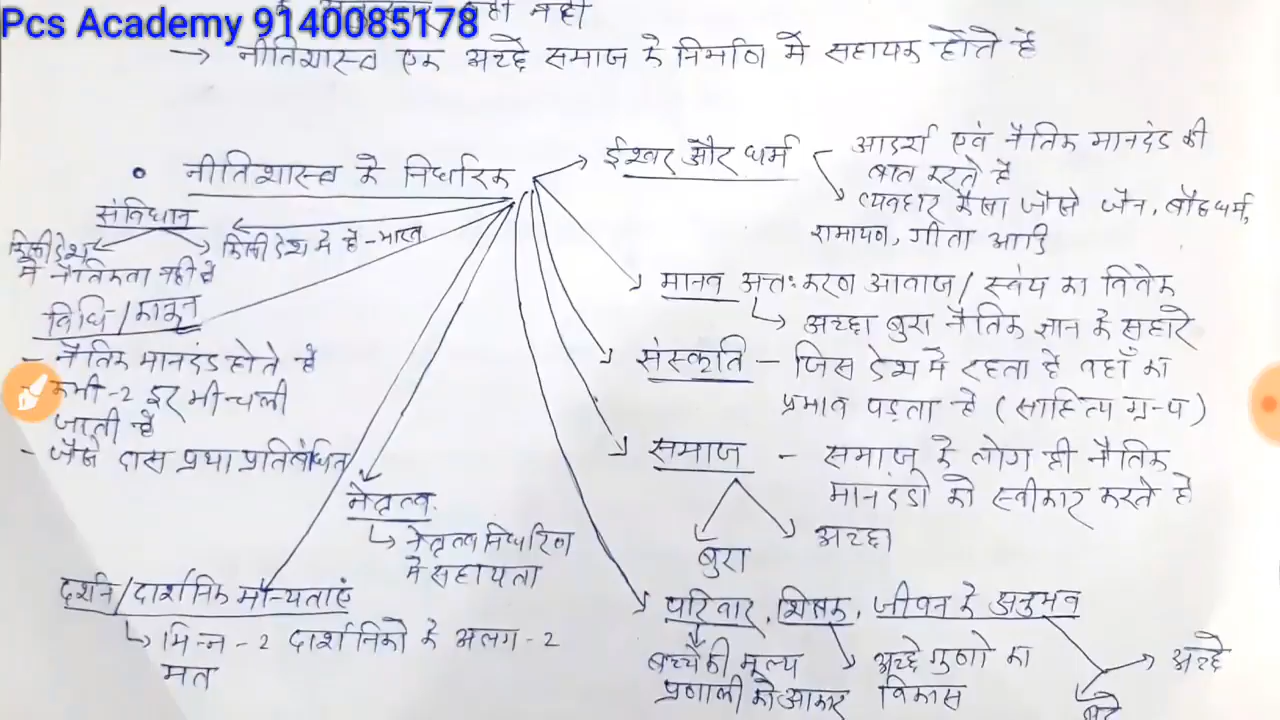 Pcs Academy 9140085178
→ नीतिशास्त्र एक अच्छे समाज के निर्माण में सहायक होते हैं
• नीतिशास्त्र के निर्धारक
ईश्वर और धर्म
आदर्श एवं नैतिक मानदंड की
बात करते हैं
व्यवहार कैसा जैसे जैन, बौद्ध धर्म,
रामायण, गीता आदि
मानव अन्तःकरण आवाज / स्वंय का विवेक
अच्छा बुरा नैतिक ज्ञान के सहारे
संस्कृति – जिस देश में रहता है वहाँ का
प्रभाव पड़ता है (साहित्य ग्रन्थ)
समाज - समाज के लोग ही नैतिक
मानदंडो को स्वीकार करते है
बुरा
अच्छा
परिवार, शिक्षक, जीवन के अनुभव
बच्चे की मूल्य
प्रणाली को आकार
अच्छे गुणो का
विकास
अच्छे
बुरे
संविधान
किसी देश
में नैतिकता नहीं है
किसी देश में है - भारत
विधि / कानून
- नैतिक मानदंड होते है
- कभी-2 दूर भी चली
जाती है
- जैसे दास प्रथा प्रतिबंधित
नेतृत्व
नेतृत्व निर्धारण
में सहायता
दर्शन / दार्शनिक मान्यताएं
भिन्न-2 दार्शनिको के अलग-2
मत